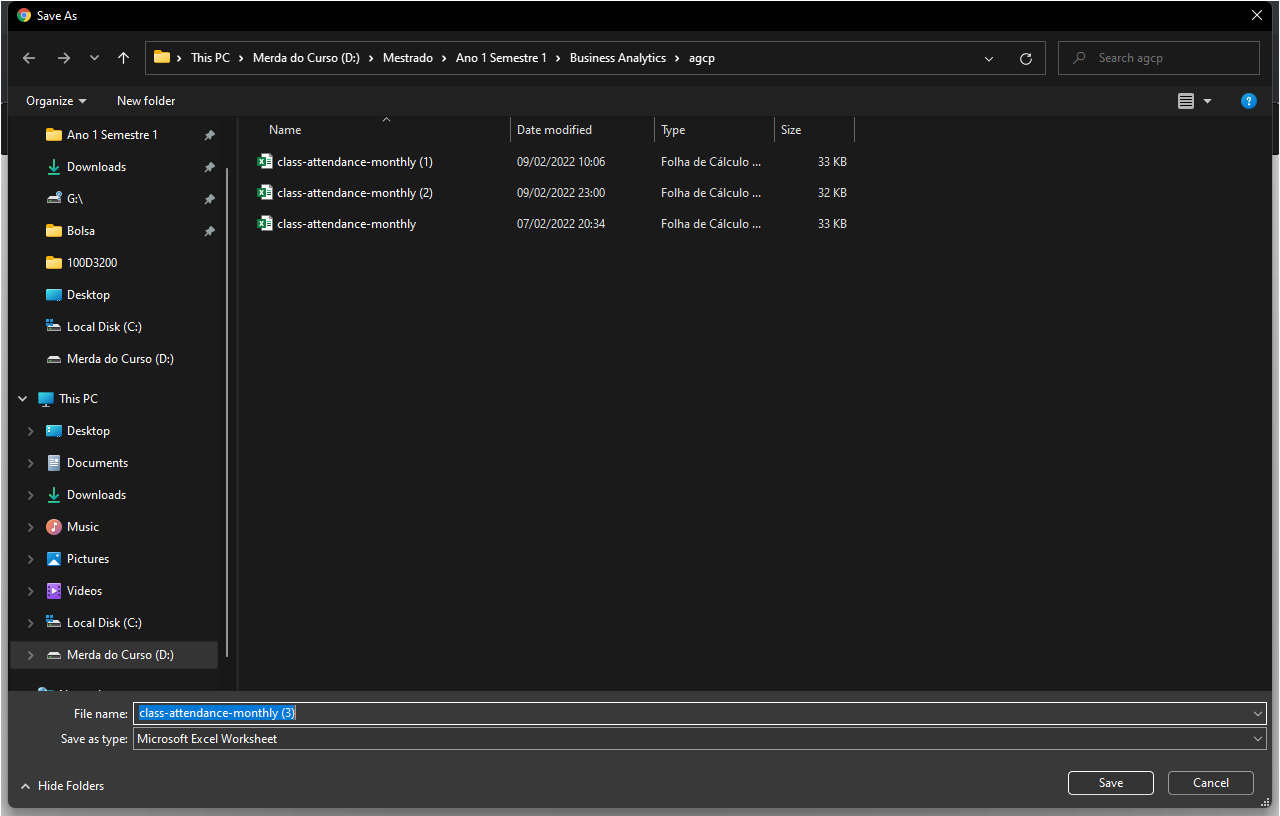 Save As
This PC > Merda do Curso (D:) > Mestrado > Ano 1 Semestre 1 > Business Analytics > agcp
Search agcp
Organize
New folder
?
Ano 1 Semestre 1
Downloads
G:\
Bolsa
100D3200
Desktop
Local Disk (C:)
Merda do Curso (D:)
This PC
Desktop
Documents
Downloads
Music
Pictures
Videos
Local Disk (C:)
Merda do Curso (D:)
Name Date modified Type Size
class-attendance-monthly (1) 09/02/2022 10:06 Folha de Cálculo ... 33 KB
class-attendance-monthly (2) 09/02/2022 23:00 Folha de Cálculo ... 32 KB
class-attendance-monthly 07/02/2022 20:34 Folha de Cálculo ... 33 KB
File name: class-attendance-monthly (3)
Save as type: Microsoft Excel Worksheet
Hide Folders
Save
Cancel